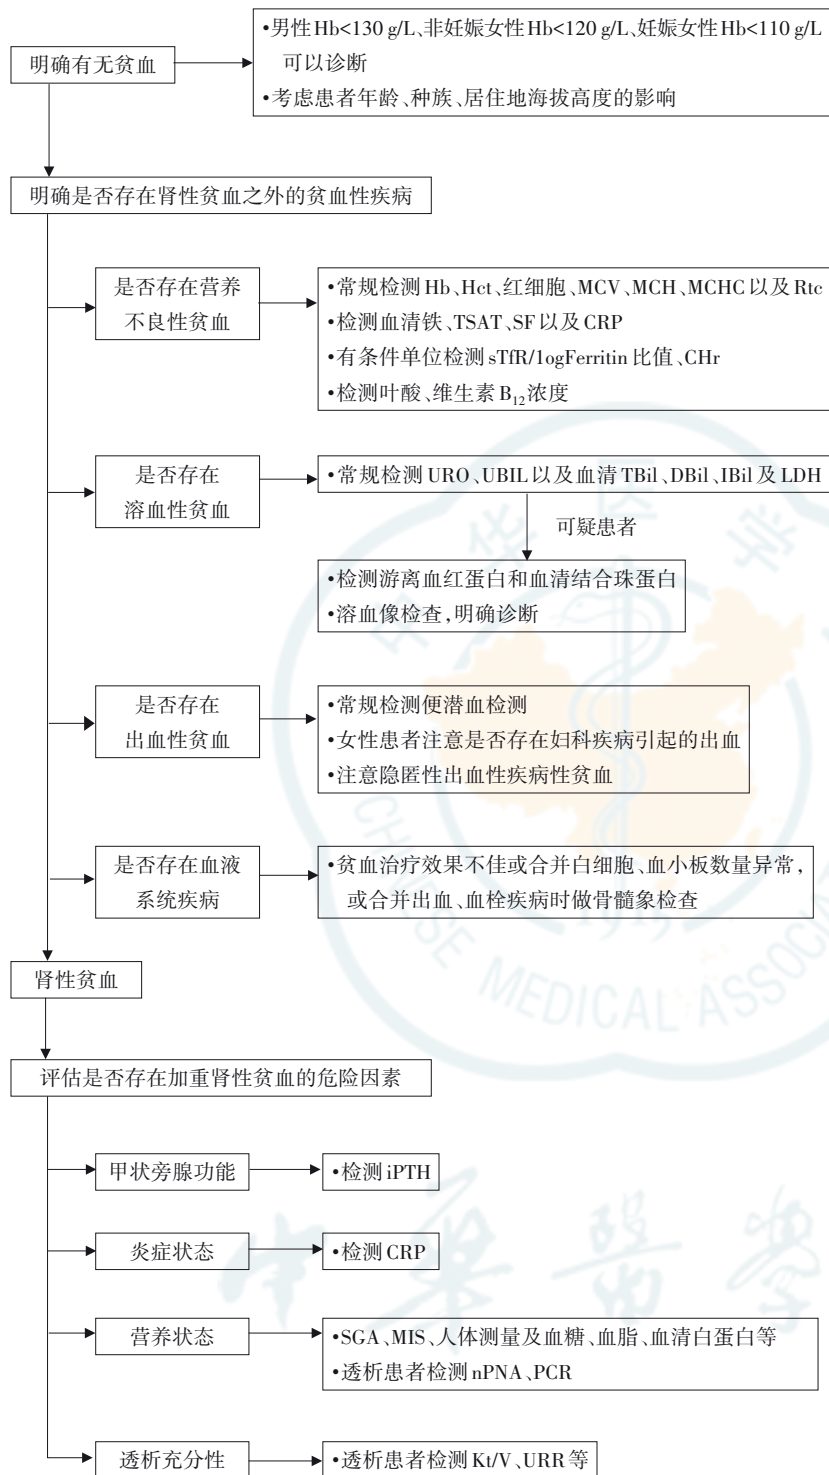 明确有无贫血
•男性Hb<130 g/L、非妊娠女性Hb<120 g/L、妊娠女性Hb<110 g/L
可以诊断
•考虑患者年龄、种族、居住地海拔高度的影响
明确是否存在肾性贫血之外的贫血性疾病
是否存在营养
不良性贫血
•常规检测Hb、Hct、红细胞、MCV、MCH、MCHC以及Rtc
•检测血清铁、TSAT、SF以及CRP
•有条件单位检测sTfR/1ogFerritin比值、CHr
•检测叶酸、维生素B₁₂浓度
是否存在
溶血性贫血
•常规检测URO、UBIL以及血清TBil、DBil、IBil及LDH
可疑患者
•检测游离血红蛋白和血清结合珠蛋白
•溶血像检查,明确诊断
是否存在
出血性贫血
•常规检测便潜血检测
•女性患者注意是否存在妇科疾病引起的出血
•注意隐匿性出血性疾病性贫血
是否存在血液
系统疾病
•贫血治疗效果不佳或合并白细胞、血小板数量异常,
或合并出血、血栓疾病时做骨髓象检查
肾性贫血
评估是否存在加重肾性贫血的危险因素
甲状旁腺功能
•检测iPTH
炎症状态
•检测CRP
营养状态
•SGA、MIS、人体测量及血糖、血脂、血清白蛋白等
•透析患者检测nPNA、PCR
透析充分性
•透析患者检测Kt/V、URR等
中华医学
CHINESE MEDICAL ASSOC
1915
中华医学